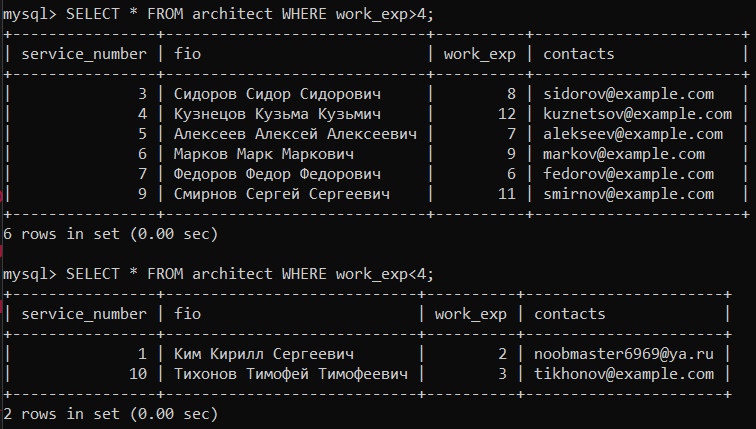 mysql> SELECT * FROM architect WHERE work_exp>4;
+----------------+----------------------------+----------+-----------------------+
| service_number | fio                        | work_exp | contacts              |
+----------------+----------------------------+----------+-----------------------+
|              3 | Сидоров Сидор Сидорович    |        8 | sidorov@example.com   |
|              4 | Кузнецов Кузьма Кузьмич    |       12 | kuznetsov@example.com |
|              5 | Алексеев Алексей Алексеевич |        7 | alekseev@example.com  |
|              6 | Марков Марк Маркович       |        9 | markov@example.com    |
|              7 | Федоров Федор Федорович    |        6 | fedorov@example.com   |
|              9 | Смирнов Сергей Сергеевич   |       11 | smirnov@example.com   |
+----------------+----------------------------+----------+-----------------------+
6 rows in set (0.00 sec)
mysql> SELECT * FROM architect WHERE work_exp<4;
+----------------+---------------------------+----------+----------------------+
| service_number | fio                       | work_exp | contacts             |
+----------------+---------------------------+----------+----------------------+
|              1 | Ким Кирилл Сергеевич      |        2 | noobmaster6969@ya.ru |
|             10 | Тихонов Тимофей Тимофеевич |        3 | tikhonov@example.com |
+----------------+---------------------------+----------+----------------------+
2 rows in set (0.00 sec)